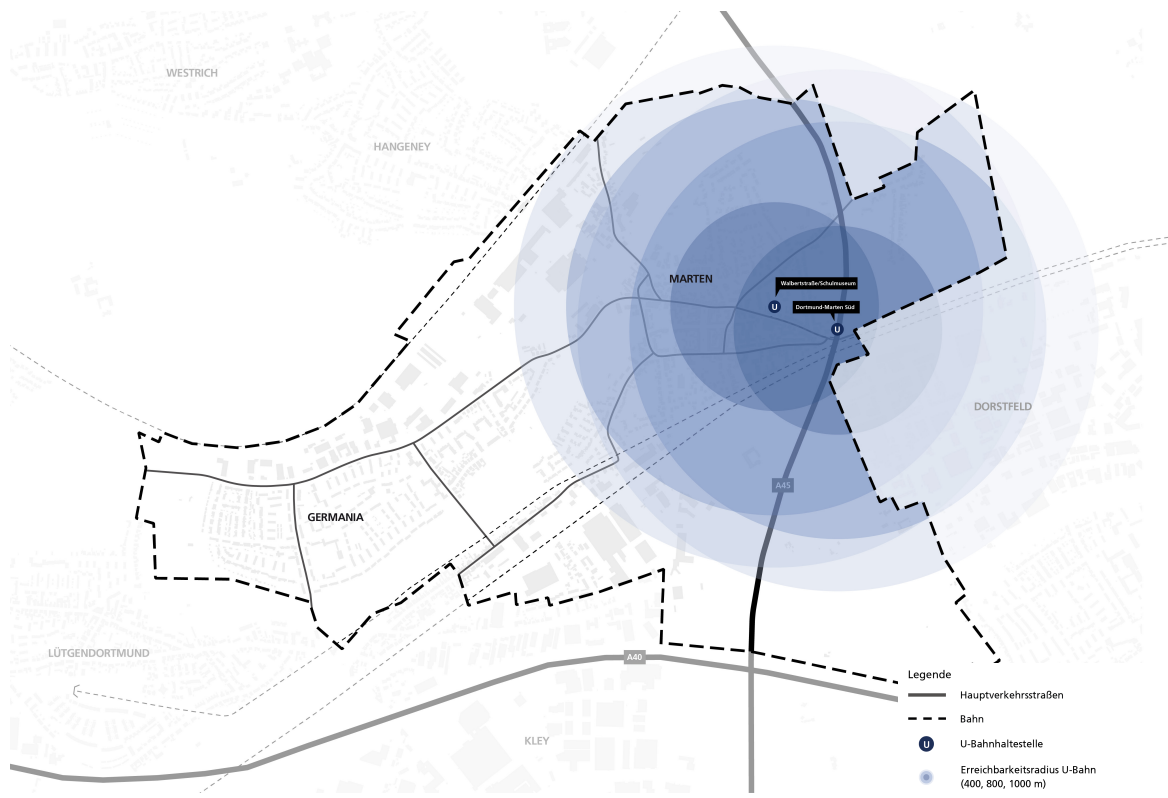 WESTRICH
HANGENEY
MARTEN
Walbertstraße/Schulmuseum
U
Dortmund-Marten Süd
U
DORSTFELD
A45
GERMANIA
LÜTGENDORTMUND
A40
KLEY
Legende
Hauptverkehrsstraßen
Bahn
U
U-Bahnhaltestelle
Erreichbarkeitsradius U-Bahn
(400, 800, 1000 m)